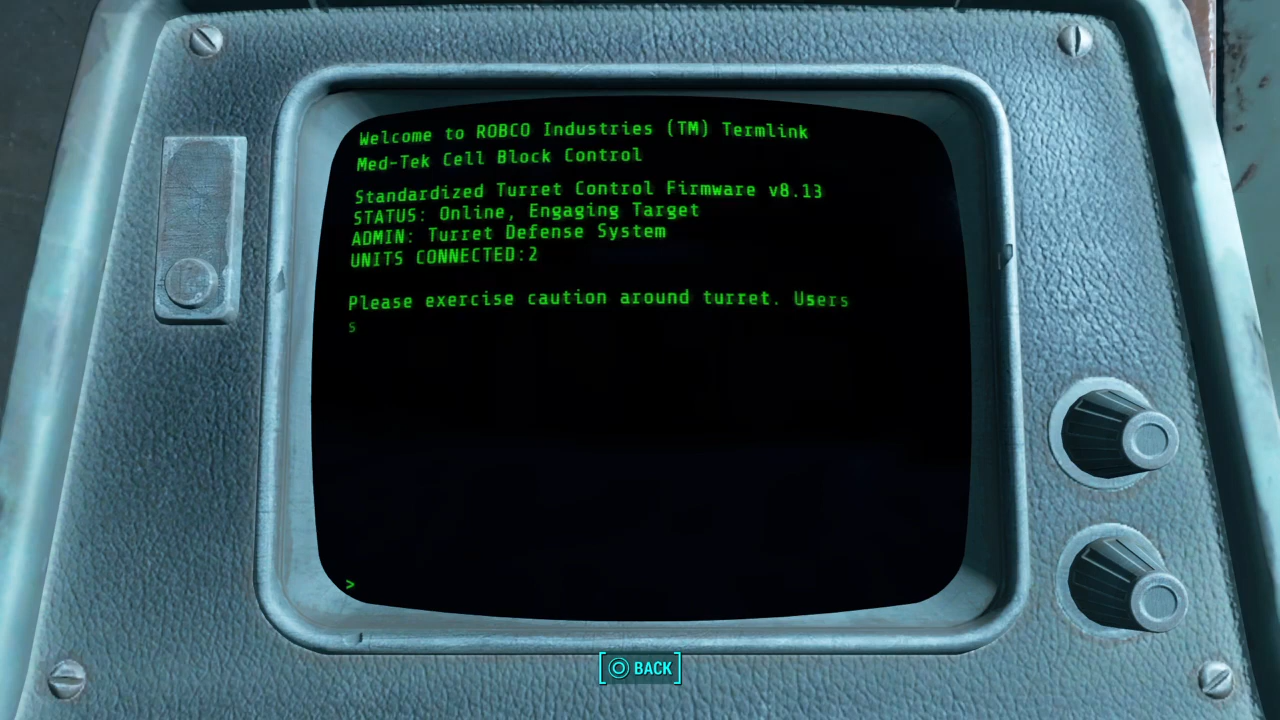 Welcome to ROBCO Industries (TM) Termlink
Med-Tek Cell Block Control
Standardized Turret Control Firmware v8.13
STATUS: Online, Engaging Target
ADMIN: Turret Defense System
UNITS CONNECTED:2
Please exercise caution around turret. Users
s
>
BACK